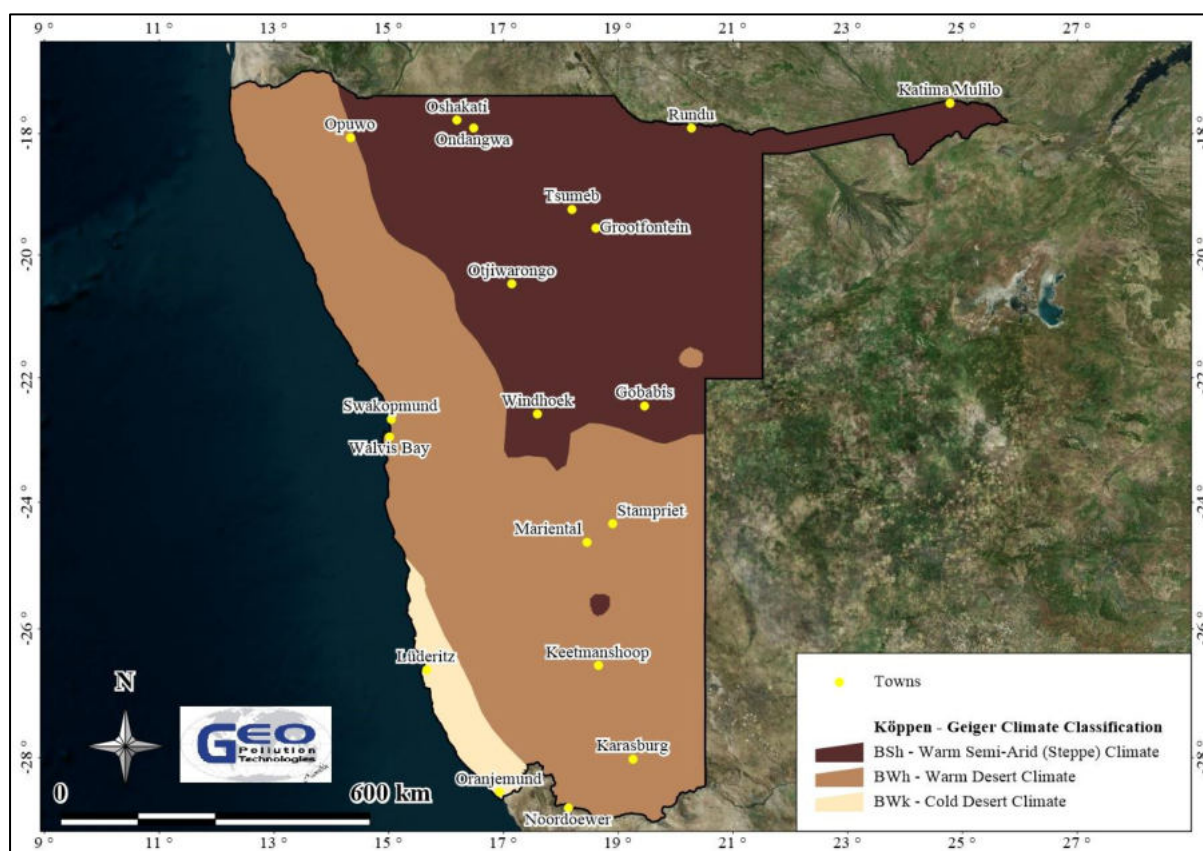 9 °
11 °
13 °
15 °
17 °
19 °
21 °
23 °
25 °
27 °
-18 °
-20 °
-22 °
-24 °
-26 °
-28 °
-18 °
-20 °
-22 °
-24 °
-26 °
-28 °
Katima Mulilo
Oshakati
Rundu
Opuwo
Ondangwa
Tsumeb
Grootfontein
Otjiwarongo
Windhoek
Gobabis
Swakopmund
Walvis Bay
Stampriet
Mariental
Lüderitz
Keetmanshoop
Karasburg
Oranjemund
Noordoewer
N
GEO
Pollution
Technologies
0
600 km
Towns
Köppen - Geiger Climate Classification
BSh - Warm Semi-Arid (Steppe) Climate
BWh - Warm Desert Climate
BWk - Cold Desert Climate
9 °
11 °
13 °
15 °
17 °
19 °
21 °
23 °
25 °
27 °